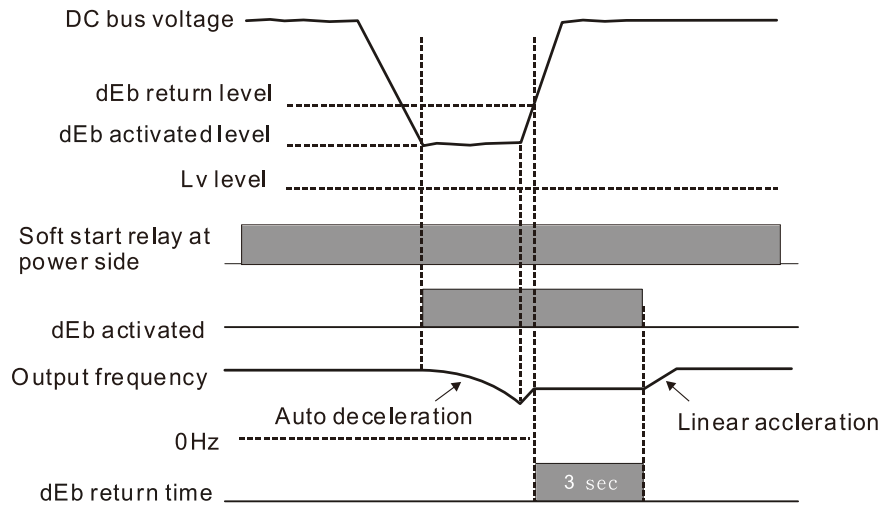 DC bus voltage
dEb return level
dEb activated level
Lv level
Soft start relay at
power side
dEb activated
Output frequency
Auto deceleration
Linear accleration
0Hz
3 sec
dEb return time